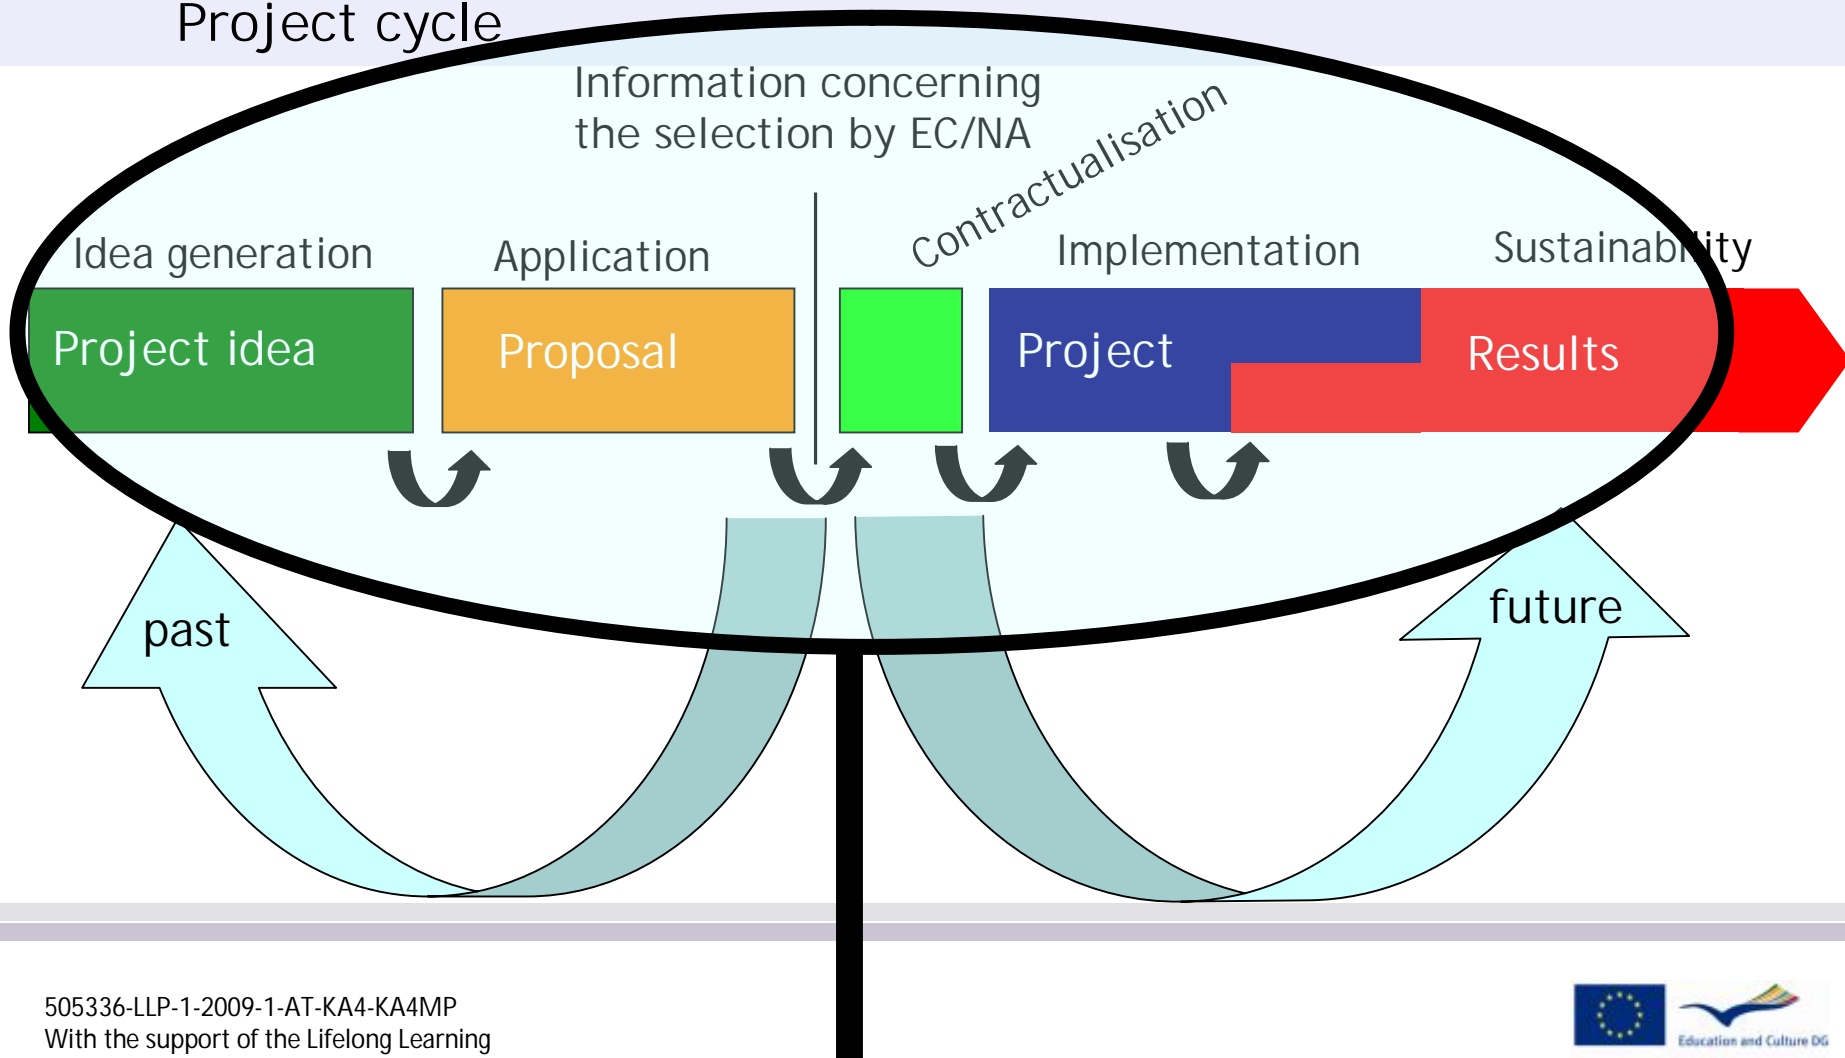 Project cycle
Information concerning
the selection by EC/NA
Contractualisation
Idea generation
Application
Implementation
Sustainability
Project idea
Proposal
Project
Results
past
future
505336-LLP-1-2009-1-AT-KA4-KA4MP
With the support of the Lifelong Learning
Education and Culture DG